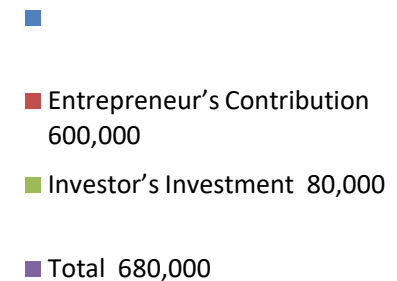 Entrepreneur’s Contribution
600,000
Investor’s Investment  80,000
Total  680,000